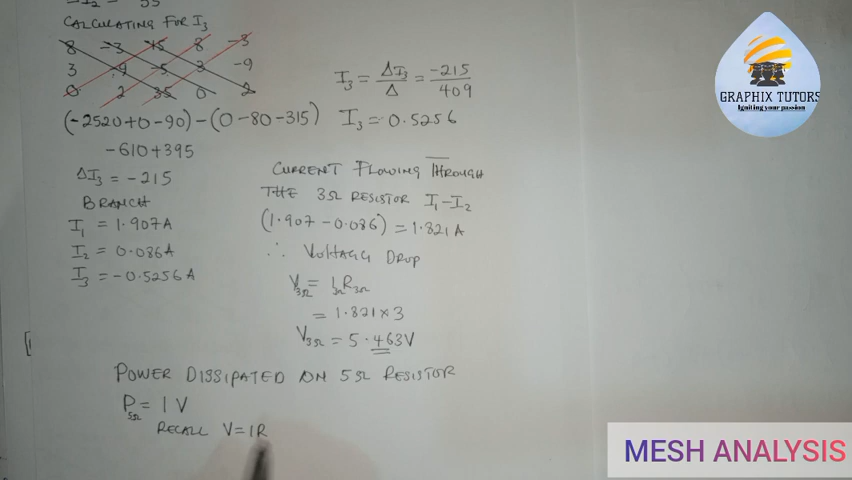 I₂ = 35
CALCULATING FOR I₃
8 -3 15 8 -3
3 -9 -5 3 -9
0 2 35 0 2
(-2520+0-90)-(0-80-315)
-610+395
ΔI₃ = -215
I₃ = ΔI₃/Δ = -215/409
I₃ = 0.5256
BRANCH
I₁ = 1.907A
I₂ = 0.086A
I₃ = -0.5256A
CURRENT FLOWING THROUGH
THE 3Ω RESISTOR I₁-I₂
(1.907-0.086) = 1.821A
∴ VOLTAGG DROP
V₃Ω = I₃ΩR₃Ω
= 1.821×3
V₃Ω = 5.463V
POWER DISSIPATED ON 5Ω RESISTOR
P₅Ω = IV
RECALL V=IR
GRAPHIX TUTORS
Igniting your passion
MESH ANALYSIS